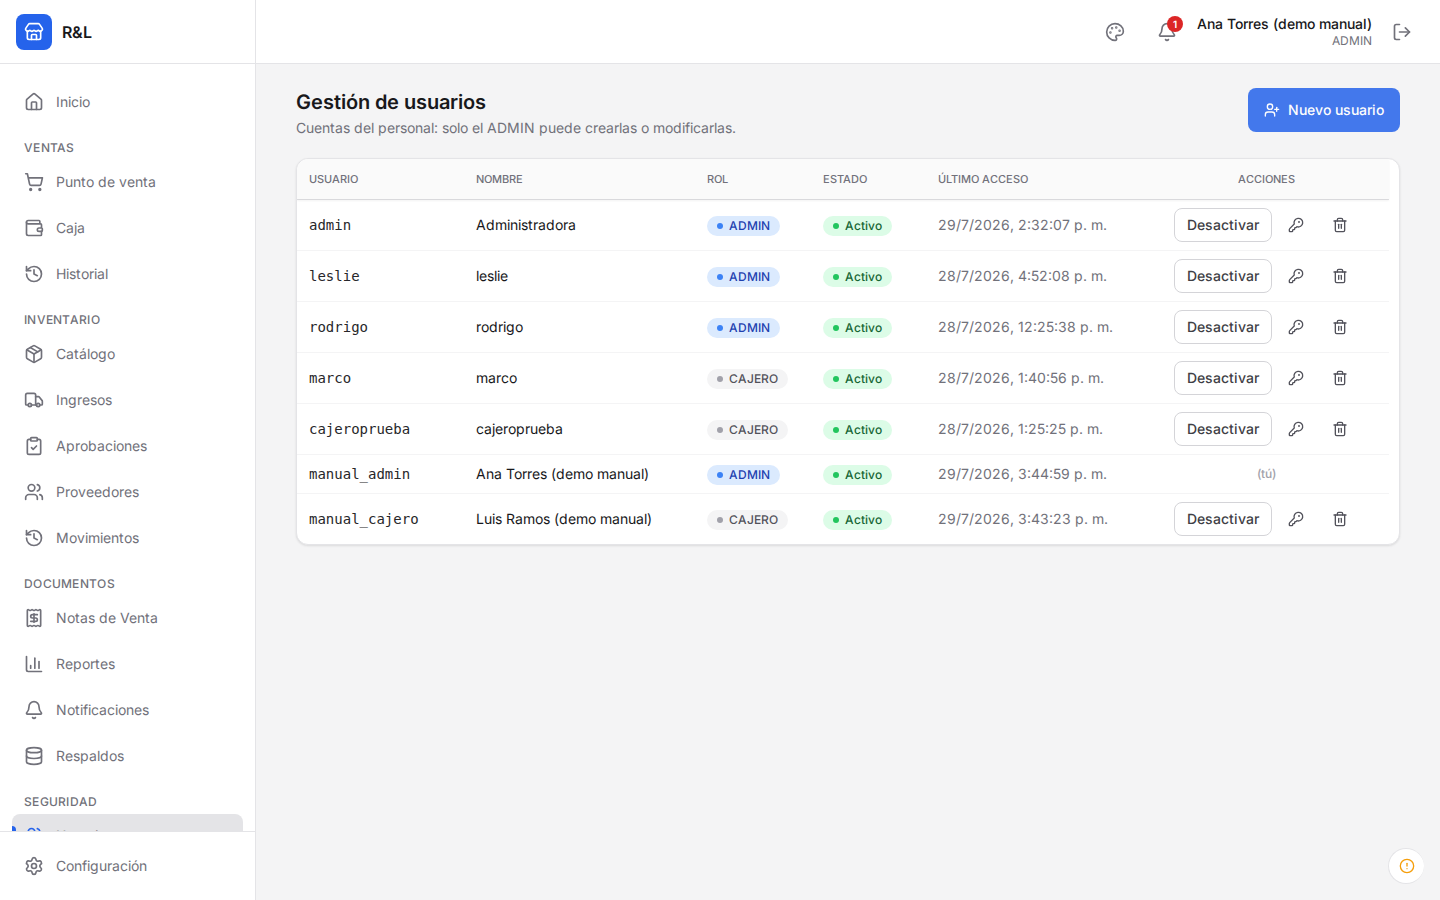 R&L
1
Ana Torres (demo manual)
ADMIN
Inicio
VENTAS
Punto de venta
Caja
Historial
INVENTARIO
Catálogo
Ingresos
Aprobaciones
Proveedores
Movimientos
DOCUMENTOS
Notas de Venta
Reportes
Notificaciones
Respaldos
SEGURIDAD
Configuración
Gestión de usuarios
Cuentas del personal: solo el ADMIN puede crearlas o modificarlas.
Nuevo usuario
USUARIO NOMBRE ROL ESTADO ÚLTIMO ACCESO ACCIONES
admin Administradora ADMIN Activo 29/7/2026, 2:32:07 p. m. Desactivar
leslie leslie ADMIN Activo 28/7/2026, 4:52:08 p. m. Desactivar
rodrigo rodrigo ADMIN Activo 28/7/2026, 12:25:38 p. m. Desactivar
marco marco CAJERO Activo 28/7/2026, 1:40:56 p. m. Desactivar
cajeroprueba cajeroprueba CAJERO Activo 28/7/2026, 1:25:25 p. m. Desactivar
manual_admin Ana Torres (demo manual) ADMIN Activo 29/7/2026, 3:44:59 p. m. (tú)
manual_cajero Luis Ramos (demo manual) CAJERO Activo 29/7/2026, 3:43:23 p. m. Desactivar